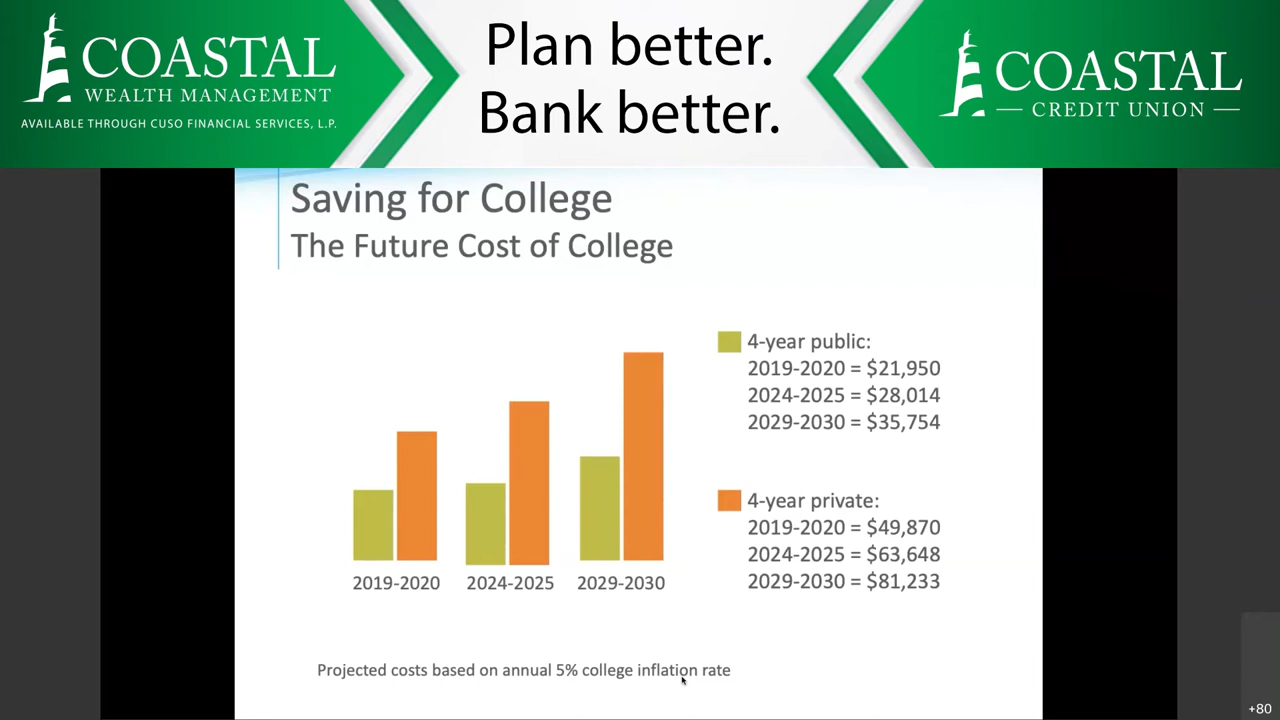 COASTAL
WEALTH MANAGEMENT
AVAILABLE THROUGH CUSO FINANCIAL SERVICES, L.P.
Plan better.
Bank better.
COASTAL
CREDIT UNION
Saving for College
The Future Cost of College
2019-2020
2024-2025
2029-2030
4-year public:
2019-2020 = $21,950
2024-2025 = $28,014
2029-2030 = $35,754
4-year private:
2019-2020 = $49,870
2024-2025 = $63,648
2029-2030 = $81,233
Projected costs based on annual 5% college inflation rate
+80